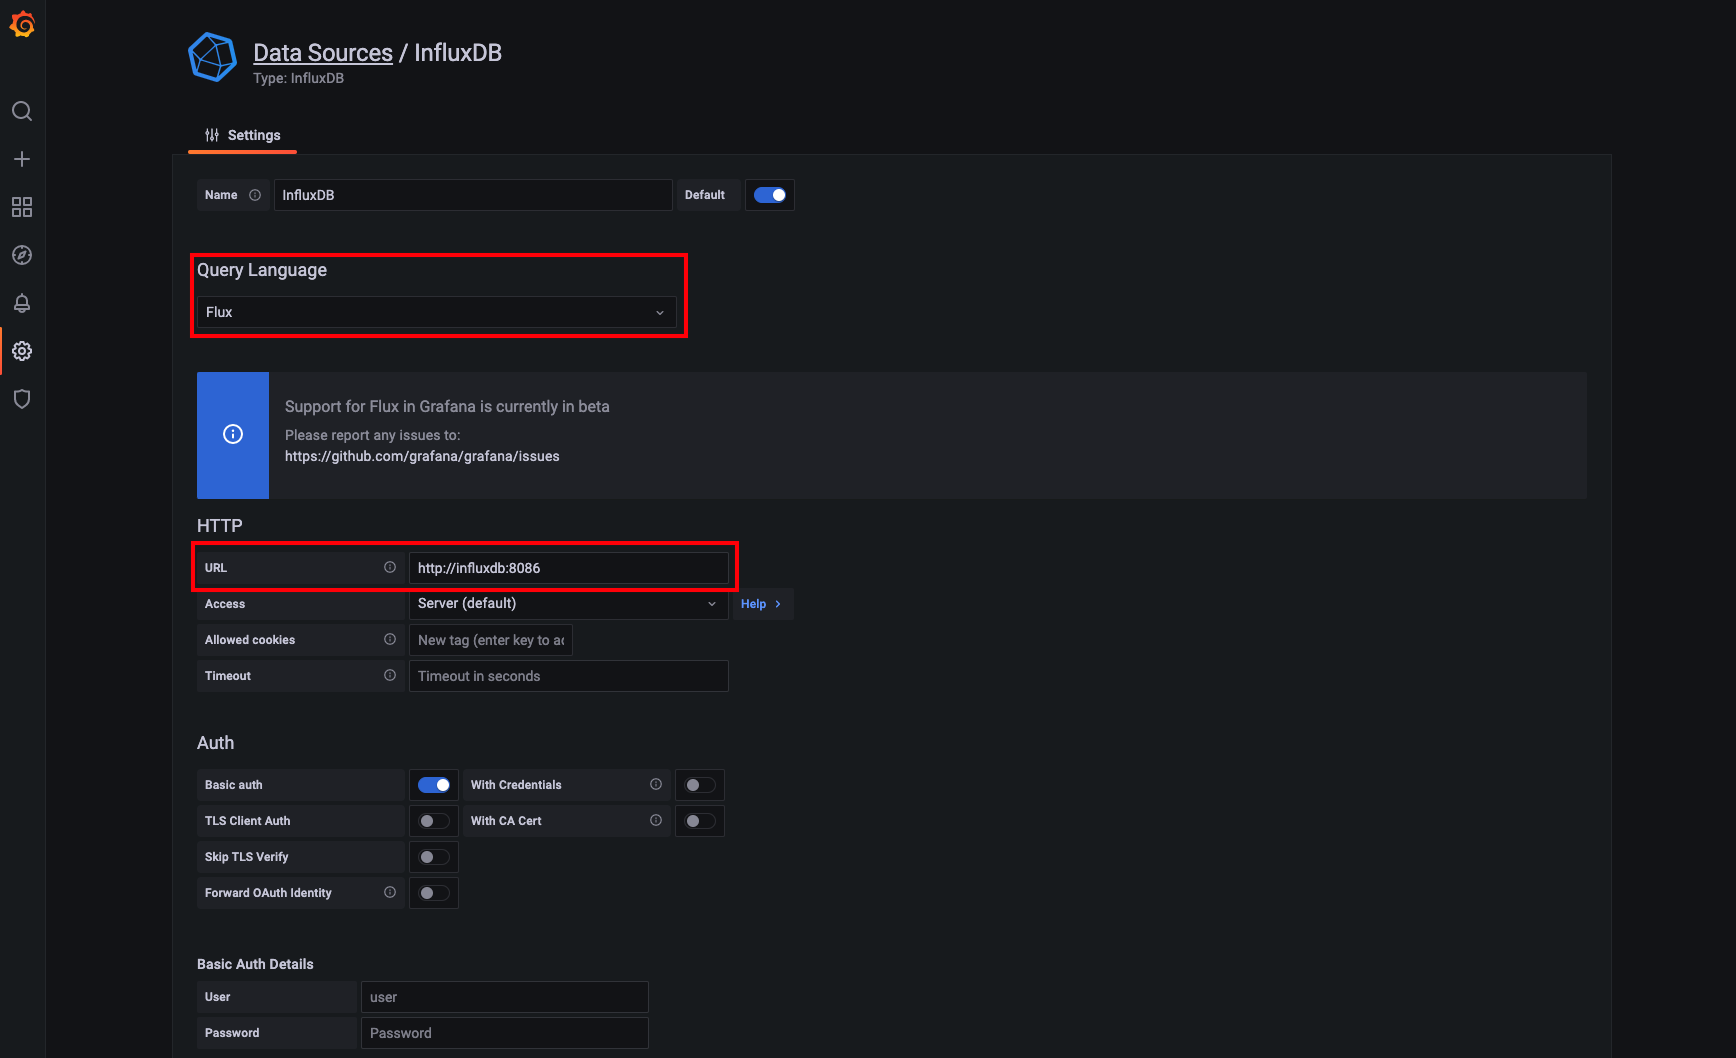 Data Sources / InfluxDB
Type: InfluxDB
Settings
Name InfluxDB Default
Query Language
Flux
Support for Flux in Grafana is currently in beta
Please report any issues to:
https://github.com/grafana/grafana/issues
HTTP
URL http://influxdb:8086
Access Server (default) Help
Allowed cookies New tag (enter key to ad
Timeout Timeout in seconds
Auth
Basic auth With Credentials
TLS Client Auth With CA Cert
Skip TLS Verify
Forward OAuth Identity
Basic Auth Details
User user
Password Password